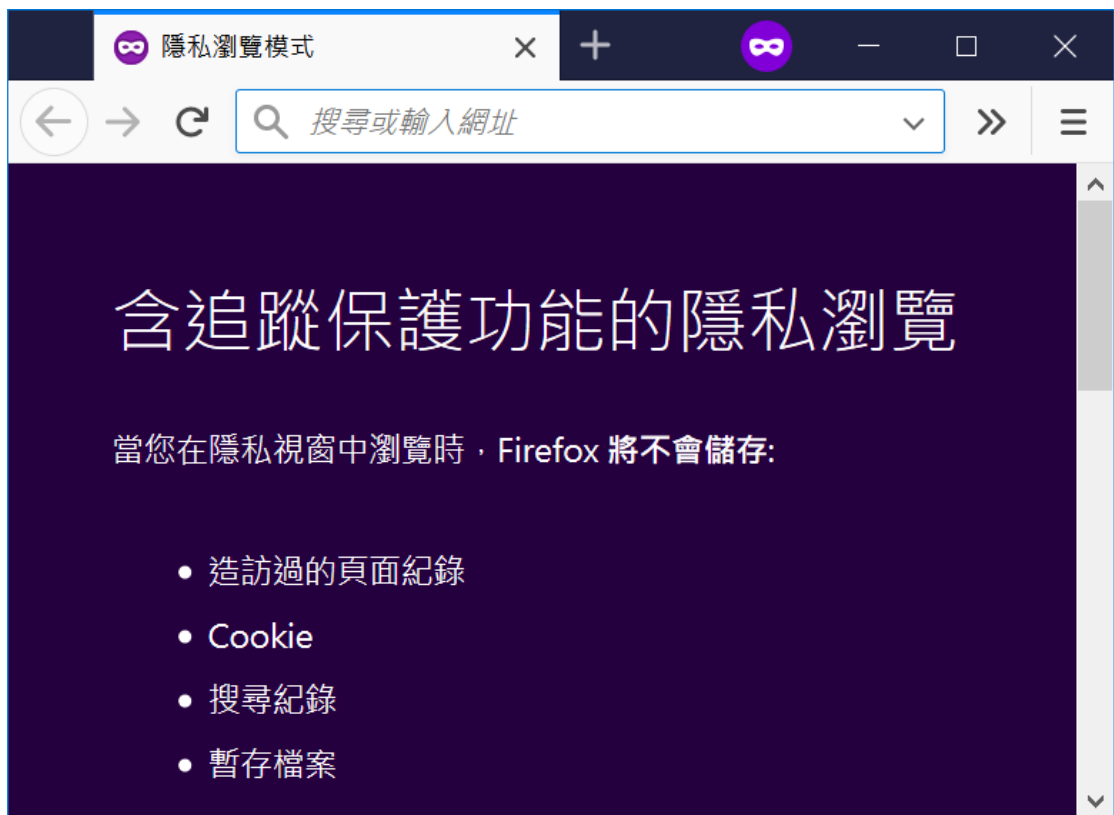 隱私瀏覽模式
搜尋或輸入網址
含追蹤保護功能的隱私瀏覽
當您在隱私視窗中瀏覽時，Firefox 將不會儲存:
• 造訪過的頁面紀錄
• Cookie
• 搜尋紀錄
• 暫存檔案